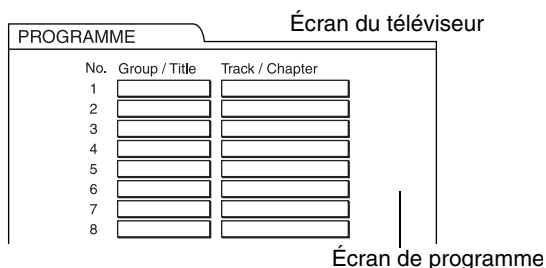 Écran du téléviseur
PROGRAMME
No. Group / Title Track / Chapter
1
2
3
4
5
6
7
8
Écran de programme